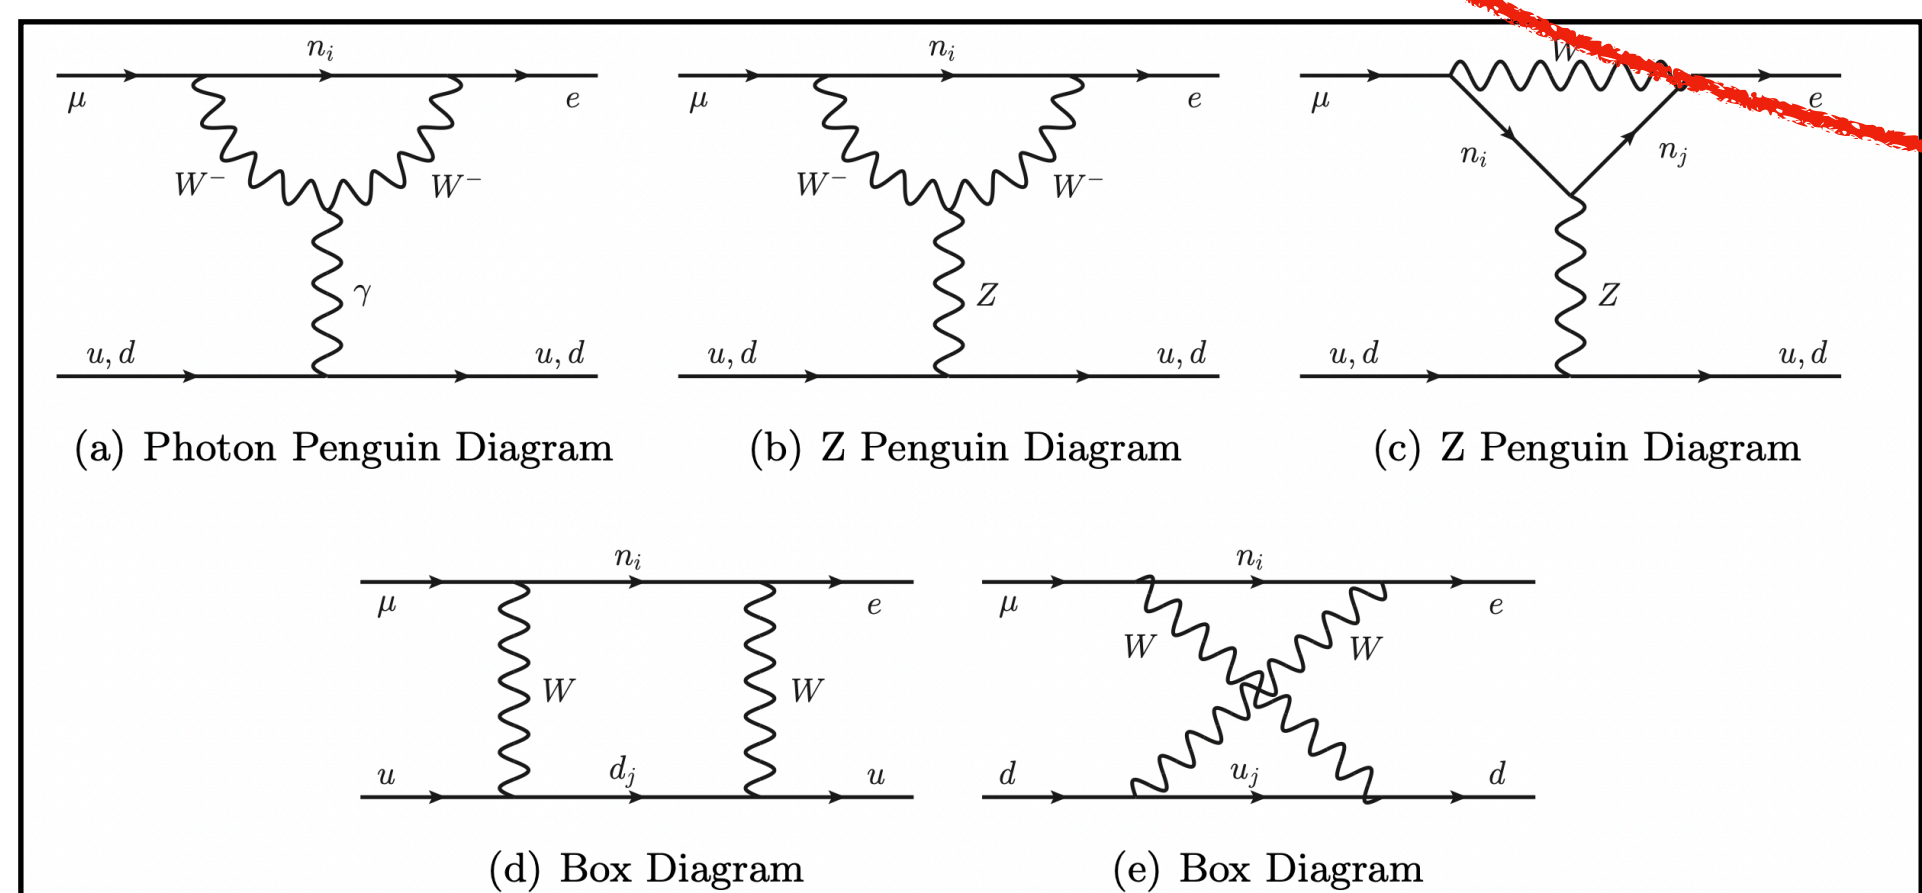 n_i n_i W
μ e μ e μ e
n_i n_j
W⁻ W⁻ W⁻ W⁻
γ Z Z
u, d u, d u, d u, d u, d u, d
(a) Photon Penguin Diagram (b) Z Penguin Diagram (c) Z Penguin Diagram
n_i n_i
μ e μ e
W W
W W
u d_j u d u_j d
(d) Box Diagram (e) Box Diagram